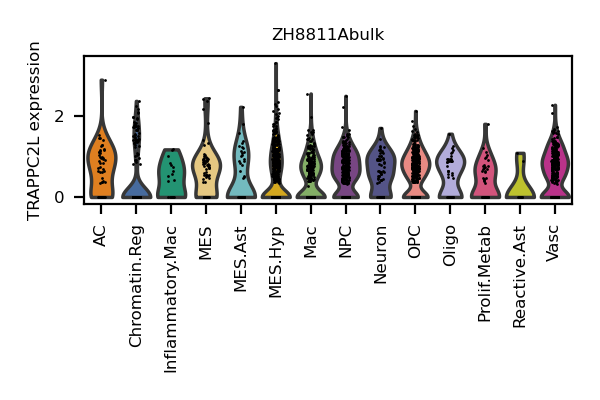 ZH8811Abulk
TRAPPC2L expression
2
0
AC
Chromatin.Reg
Inflammatory.Mac
MES
MES.Ast
MES.Hyp
Mac
NPC
Neuron
OPC
Oligo
Prolif.Metab
Reactive.Ast
Vasc